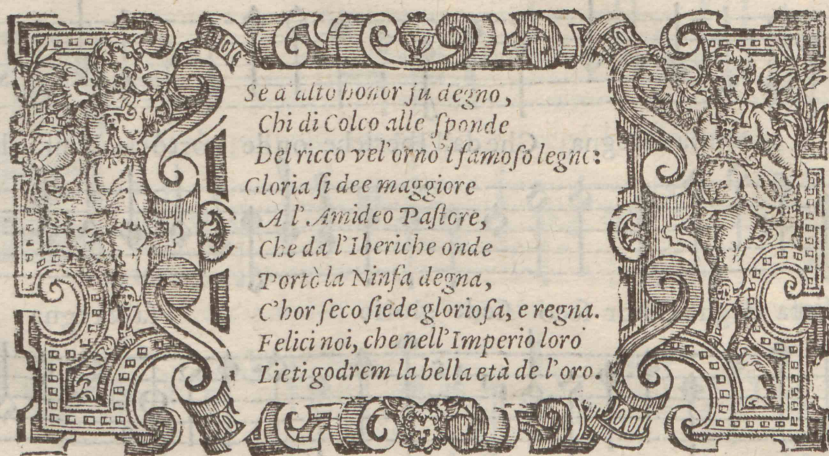 Se a alto honor fu degno,
Chi di Colco alle sponde
Del ricco vel'ornò'l famoso legno:
Gloria si dee maggiore
A l'Amideo Pastore,
Che da l'Iberiche onde
Portò la Ninfa degna,
C'hor seco siede gloriosa, e regna.
Felici noi, che nell'Imperio loro
Lieti godrem la bella età de l'oro.